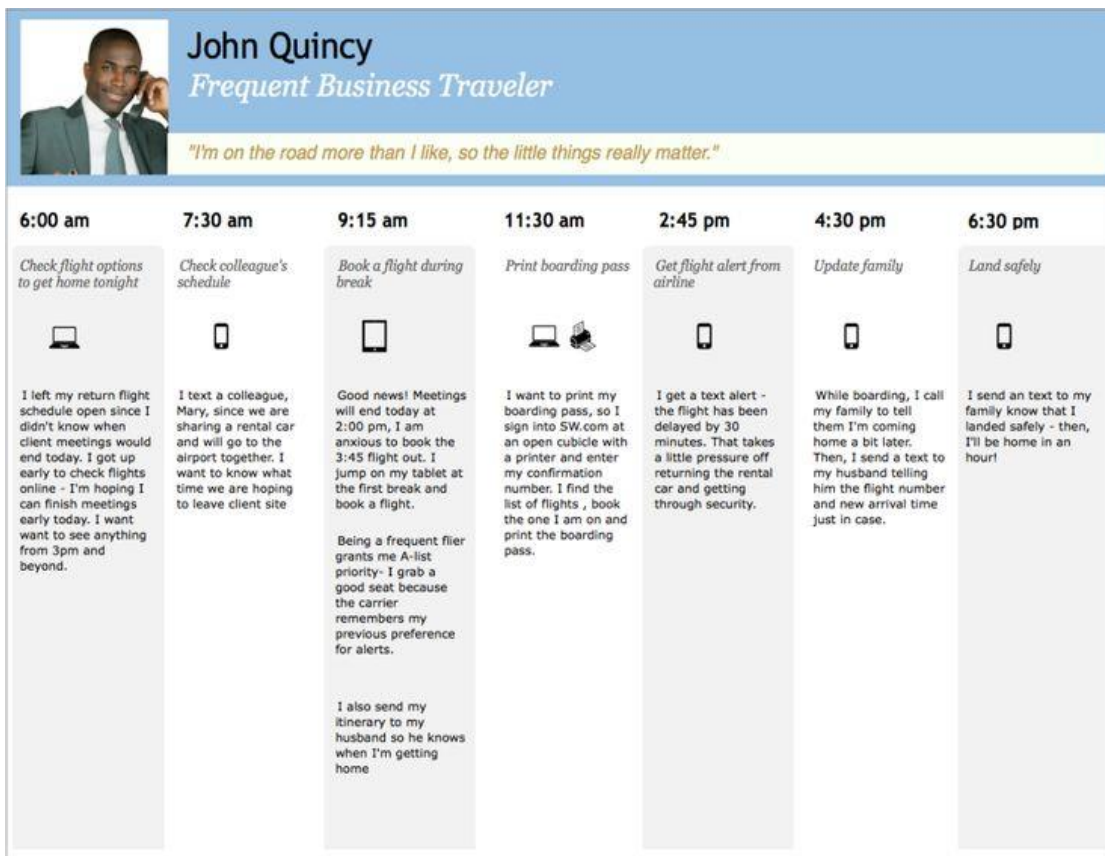 John Quincy
Frequent Business Traveler
"I'm on the road more than I like, so the little things really matter."
6:00 am
Check flight options
to get home tonight
I left my return flight
schedule open since I
didn't know when
client meetings would
end today. I got up
early to check flights
online - I'm hoping I
can finish meetings
early today. I want
want to see anything
from 3pm and
beyond.
7:30 am
Check colleague's
schedule
I text a colleague,
Mary, since we are
sharing a rental car
and will go to the
airport together. I
want to know what
time we are hoping
to leave client site
9:15 am
Book a flight during
break
Good news! Meetings
will end today at
2:00 pm, I am
anxious to book the
3:45 flight out. I
jump on my tablet at
the first break and
book a flight.
Being a frequent flier
grants me A-list
priority- I grab a
good seat because
the carrier
remembers my
previous preference
for alerts.
I also send my
itinerary to my
husband so he knows
when I'm getting
home
11:30 am
Print boarding pass
I want to print my
boarding pass, so I
sign into SW.com at
an open cubicle with
a printer and enter
my confirmation
number. I find the
list of flights , book
the one I am on and
print the boarding
pass.
2:45 pm
Get flight alert from
airline
I get a text alert -
the flight has been
delayed by 30
minutes. That takes
a little pressure off
returning the rental
car and getting
through security.
4:30 pm
Update family
While boarding, I call
my family to tell
them I'm coming
home a bit later.
Then, I send a text to
my husband telling
him the flight number
and new arrival time
just in case.
6:30 pm
Land safely
I send an text to my
family know that I
landed safely - then,
I'll be home in an
hour!